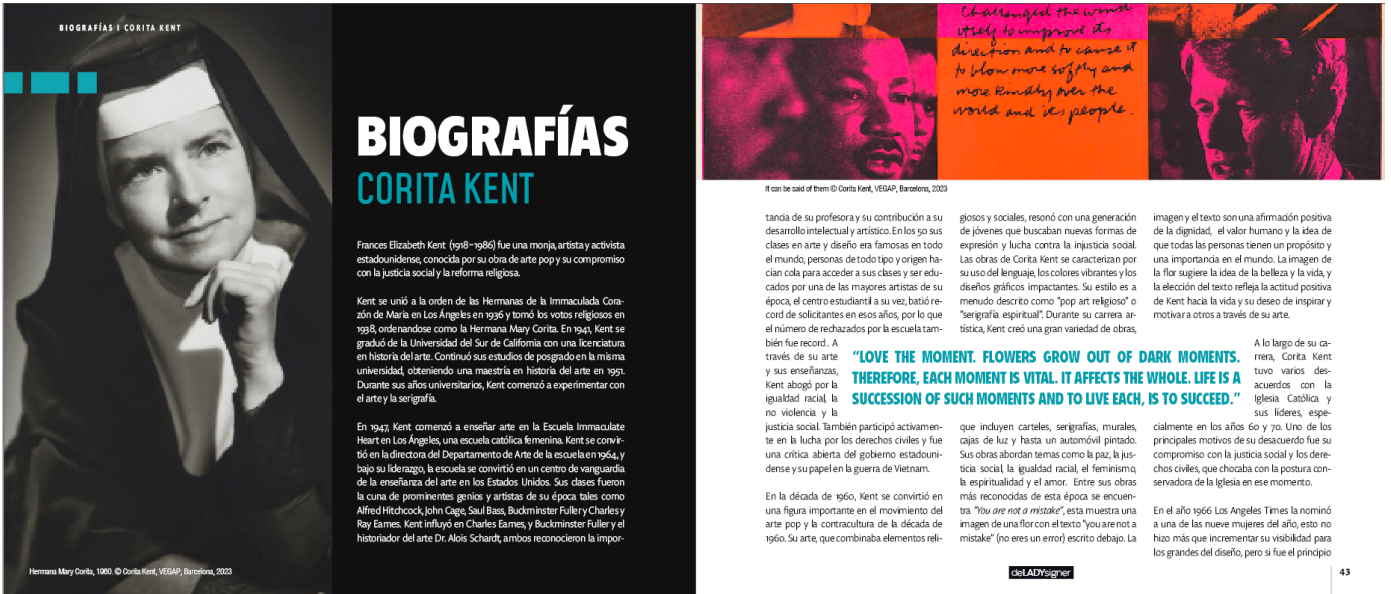 BIOGRAFÍAS I CORITA KENT
BIOGRAFÍAS
CORITA KENT
Frances Elizabeth Kent (1918-1986) fue una monja, artista y activista
estadounidense, conocida por su obra de arte pop y su compromiso
con la justicia social y la reforma religiosa.
Kent se unió a la orden de las Hermanas de la Immaculada Cora-
zón de Maria en Los Ángeles en 1936 y tomó los votos religiosos en
1938, ordenandose como la Hermana Mary Corita. En 1941, Kent se
graduó de la Universidad del Sur de California con una licenciatura
en historia del arte. Continuó sus estudios de posgrado en la misma
universidad, obteniendo una maestría en historia del arte en 1951.
Durante sus años universitarios, Kent comenzó a experimentar con
el arte y la serigrafía.
En 1947, Kent comenzó a enseñar arte en la Escuela Immaculate
Heart en Los Ángeles, una escuela católica femenina. Kent se convir-
tió en la directora del Departamento de Arte de la escuela en 1964, y
bajo su liderazgo, la escuela se convirtió en un centro de vanguardia
de la enseñanza del arte en los Estados Unidos. Sus clases fueron
la cuna de prominentes genios y artistas de su época tales como
Alfred Hitchcock, John Cage, Saul Bass, Buckminster Fuller y Charles y
Ray Eames. Kent influyó en Charles Eames, y Buckminster Fuller y el
historiador del arte Dr. Alois Schardt, ambos reconocieron la impor-
Hermana Mary Corita, 1960. © Corita Kent, VEGAP, Barcelona, 2023
challenged the wind
itself to improve its
direction and to cause it
to blow more softly and
more kindly over the
world and its people.
It can be said of them © Corita Kent, VEGAP, Barcelona, 2023
tancia de su profesora y su contribución a su
desarrollo intelectual y artístico. En los 50 sus
clases en arte y diseño era famosas en todo
el mundo, personas de todo tipo y origen ha-
cían cola para acceder a sus clases y ser edu-
cados por una de las mayores artistas de su
época, el centro estudiantil a su vez, batió re-
cord de solicitantes en esos años, por lo que
el número de rechazados por la escuela tam-
bién fue record. A
través de su arte
y sus enseñanzas,
Kent abogó por la
igualdad racial, la
no violencia y la
justicia social. También participó activamen-
te en la lucha por los derechos civiles y fue
una crítica abierta del gobierno estadouni-
dense y su papel en la guerra de Vietnam.
En la década de 1960, Kent se convirtió en
una figura importante en el movimiento del
arte pop y la contracultura de la década de
1960. Su arte, que combinaba elementos reli-
giosos y sociales, resonó con una generación
de jóvenes que buscaban nuevas formas de
expresión y lucha contra la injusticia social.
Las obras de Corita Kent se caracterizan por
su uso del lenguaje, los colores vibrantes y los
diseños gráficos impactantes. Su estilo es a
menudo descrito como "pop art religioso" o
"serigrafía espiritual". Durante su carrera ar-
tística, Kent creó una gran variedad de obras,
"LOVE THE MOMENT. FLOWERS GROW OUT OF DARK MOMENTS.
THEREFORE, EACH MOMENT IS VITAL. IT AFFECTS THE WHOLE. LIFE IS A
SUCCESSION OF SUCH MOMENTS AND TO LIVE EACH, IS TO SUCCEED."
que incluyen carteles, serigrafías, murales,
cajas de luz y hasta un automóvil pintado.
Sus obras abordan temas como la paz, la jus-
ticia social, la igualdad racial, el feminismo,
la espiritualidad y el amor. Entre sus obras
más reconocidas de esta época se encuen-
tra "You are not a mistake", esta muestra una
imagen de una flor con el texto "you are not a
mistake" (no eres un error) escrito debajo. La
imagen y el texto son una afirmación positiva
de la dignidad, el valor humano y la idea de
que todas las personas tienen un propósito y
una importancia en el mundo. La imagen de
la flor sugiere la idea de la belleza y la vida, y
la elección del texto refleja la actitud positiva
de Kent hacia la vida y su deseo de inspirar y
motivar a otros a través de su arte.
A lo largo de su ca-
rrera, Corita Kent
tuvo varios des-
acuerdos con la
Iglesia Católica y
sus líderes, espe-
cialmente en los años 60 y 70. Uno de los
principales motivos de su desacuerdo fue su
compromiso con la justicia social y los dere-
chos civiles, que chocaba con la postura con-
servadora de la Iglesia en ese momento.
En el año 1966 Los Angeles Times la nominó
a una de las nueve mujeres del año, esto no
hizo más que incrementar su visibilidad para
los grandes del diseño, pero si fue el principio
deLADYsigner
43